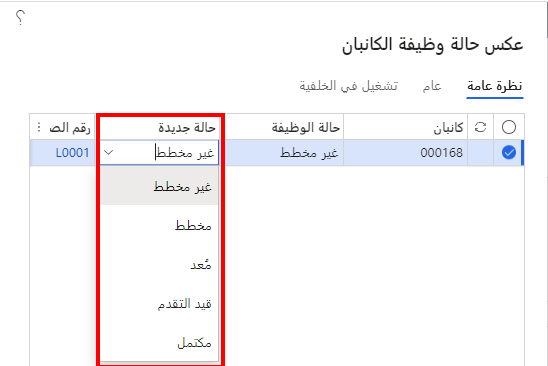 ؟
عكس حالة وظيفة الكانبان
نظرة عامة عام تشغيل في الخلفية
كانبان حالة الوظيفة حالة جديدة رقم الصـ
000168 غير مخطط غير مخطط L0001
غير مخطط
مخطط
مُعد
قيد التقدم
مكتمل